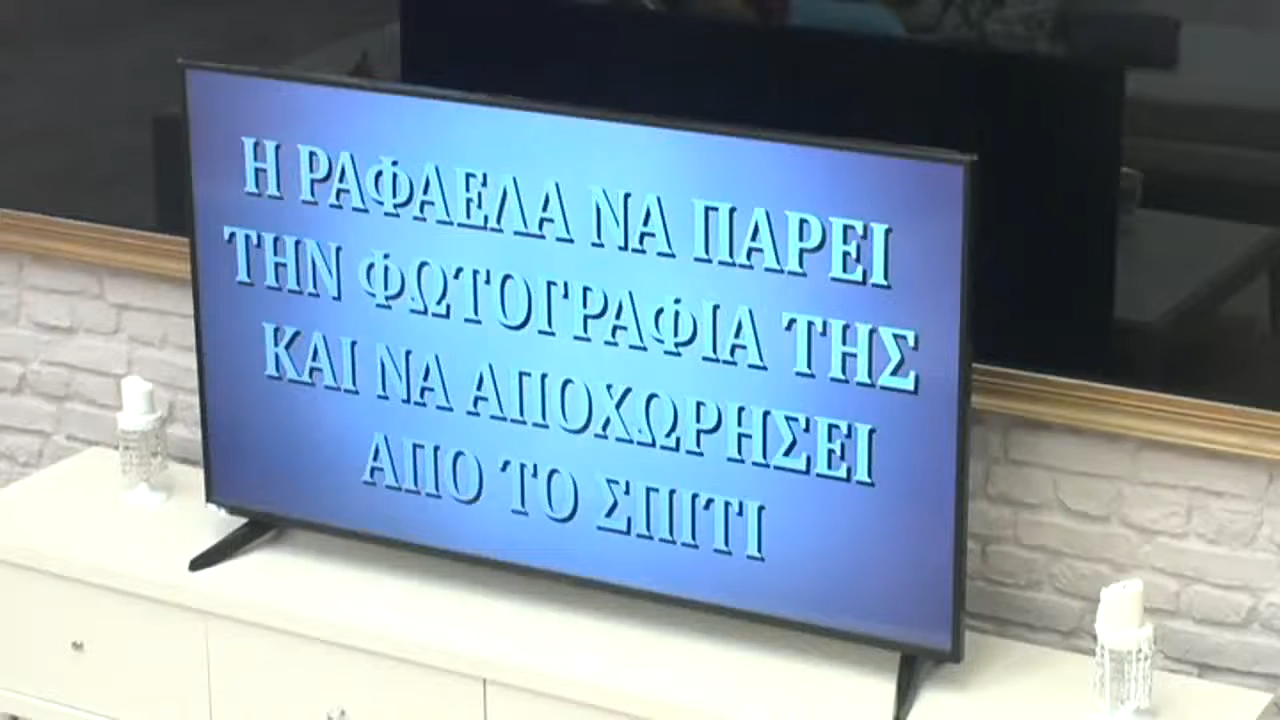 Η ΡΑΦΑΕΛΑ ΝΑ ΠΑΡΕΙ
ΤΗΝ ΦΩΤΟΓΡΑΦΙΑ ΤΗΣ
ΚΑΙ ΝΑ ΑΠΟΧΩΡΗΣΕΙ
ΑΠΟ ΤΟ ΣΠΙΤΙ